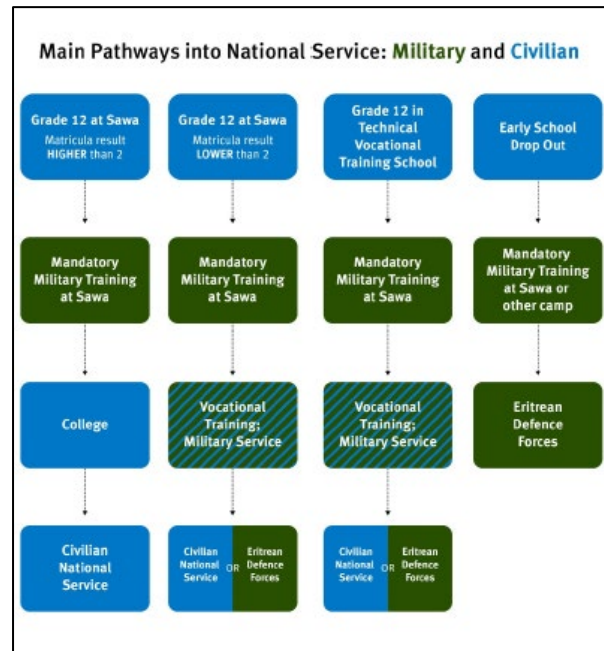 Main Pathways into National Service: Military and Civilian
Grade 12 at Sawa
Matricula result
HIGHER than 2
Grade 12 at Sawa
Matricula result
LOWER than 2
Grade 12 in
Technical
Vocational
Training School
Early School
Drop Out
Mandatory
Military Training
at Sawa
Mandatory
Military Training
at Sawa
Mandatory
Military Training
at Sawa
Mandatory
Military Training
at Sawa or
other camp
College
Vocational
Training;
Military Service
Vocational
Training;
Military Service
Eritrean
Defence
Forces
Civilian
National
Service
Civilian
National
Service
OR
Eritrean
Defence
Forces
Civilian
National
Service
OR
Eritrean
Defence
Forces